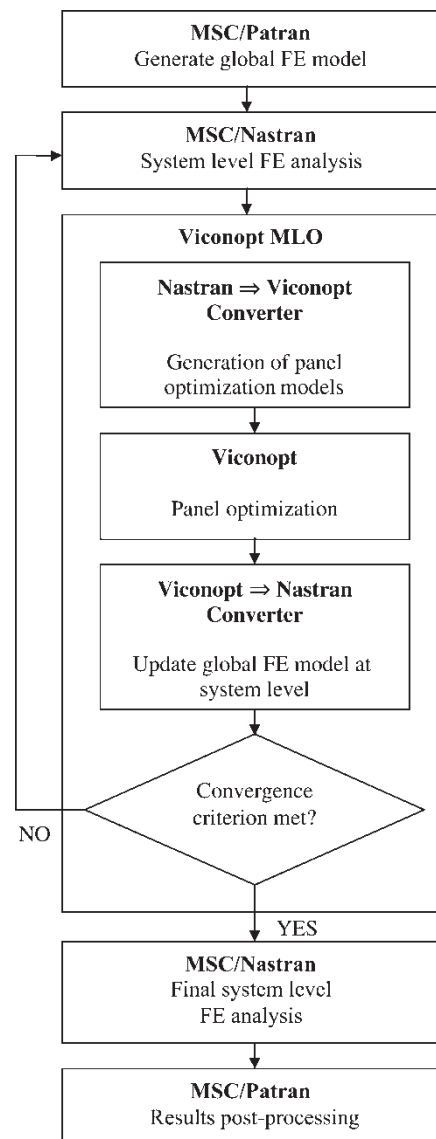 MSC/Patran
Generate global FE model
MSC/Nastran
System level FE analysis
Viconopt MLO
Nastran ⇒ Viconopt
Converter
Generation of panel
optimization models
Viconopt
Panel optimization
Viconopt ⇒ Nastran
Converter
Update global FE model at
system level
Convergence
criterion met?
NO
YES
MSC/Nastran
Final system level
FE analysis
MSC/Patran
Results post-processing